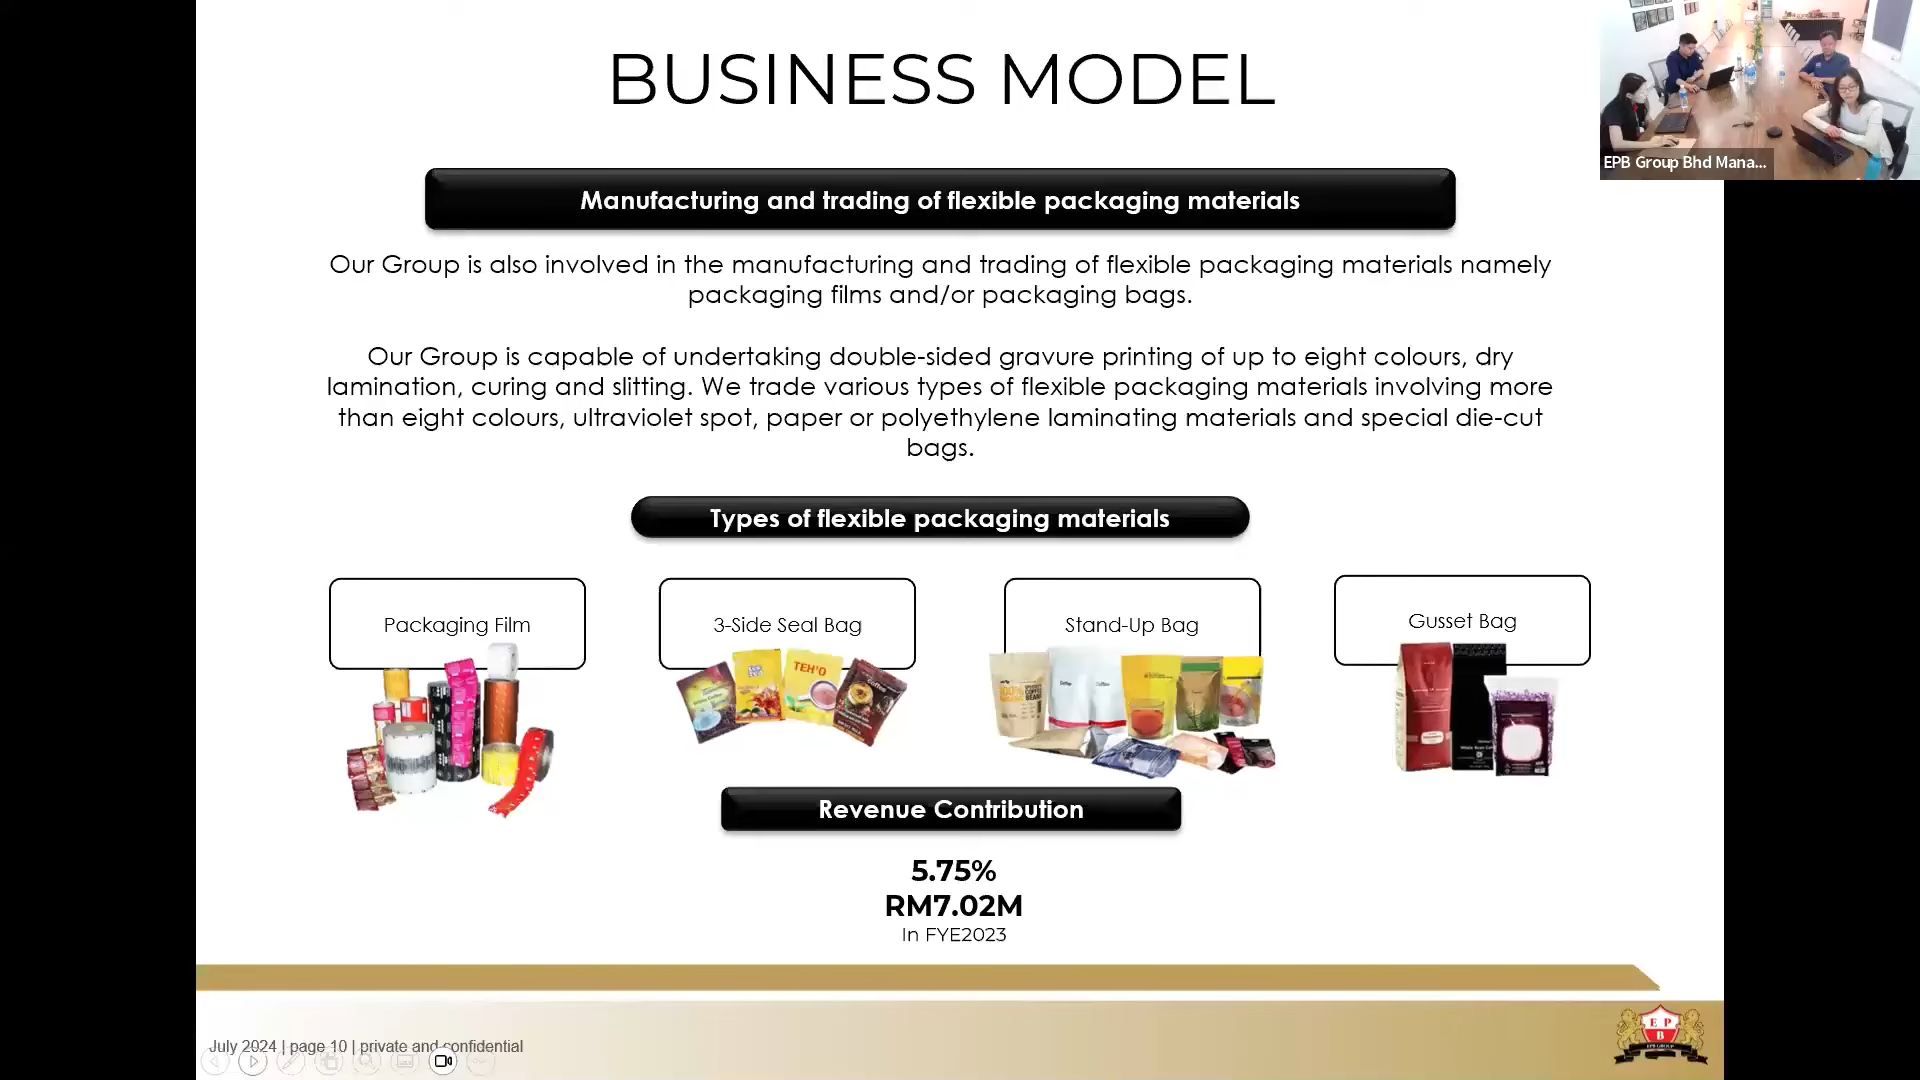 BUSINESS MODEL
EPB Group Bhd Mana...
Manufacturing and trading of flexible packaging materials
Our Group is also involved in the manufacturing and trading of flexible packaging materials namely
packaging films and/or packaging bags.
Our Group is capable of undertaking double-sided gravure printing of up to eight colours, dry
lamination, curing and slitting. We trade various types of flexible packaging materials involving more
than eight colours, ultraviolet spot, paper or polyethylene laminating materials and special die-cut
bags.
Types of flexible packaging materials
Packaging Film
3-Side Seal Bag
Stand-Up Bag
Gusset Bag
TEH'O
Coffee
Revenue Contribution
5.75%
RM7.02M
In FYE2023
July 2024 | page 10 | private and confidential
E P
B
EPB GROUP